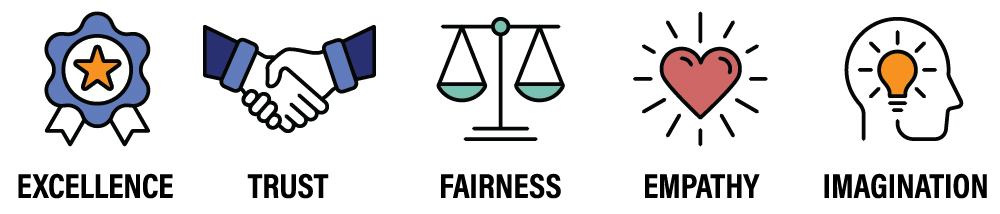 EXCELLENCE TRUST FAIRNESS EMPATHY IMAGINATION